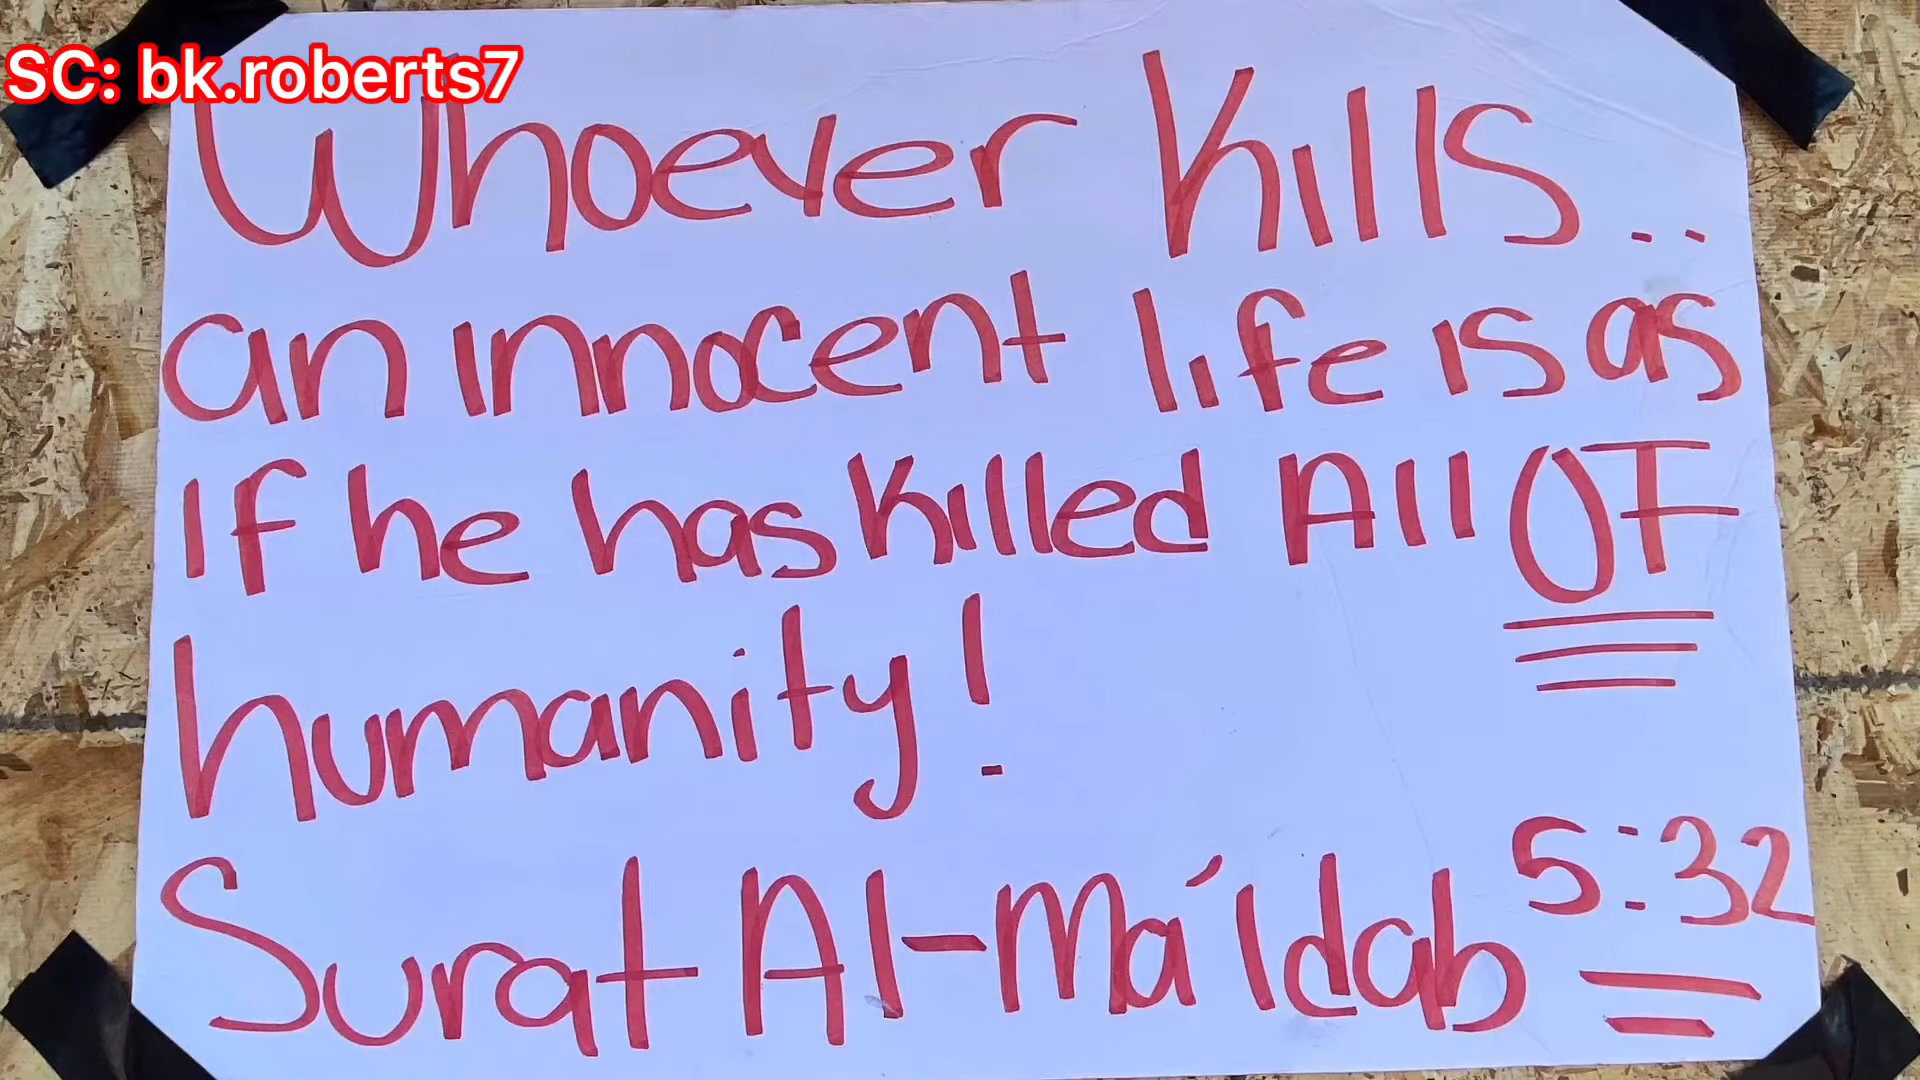 SC: bk.roberts7
Whoever Kills..
an innocent life is as
If he has killed All OF
humanity!
Surat Al-Ma'idab 5:32